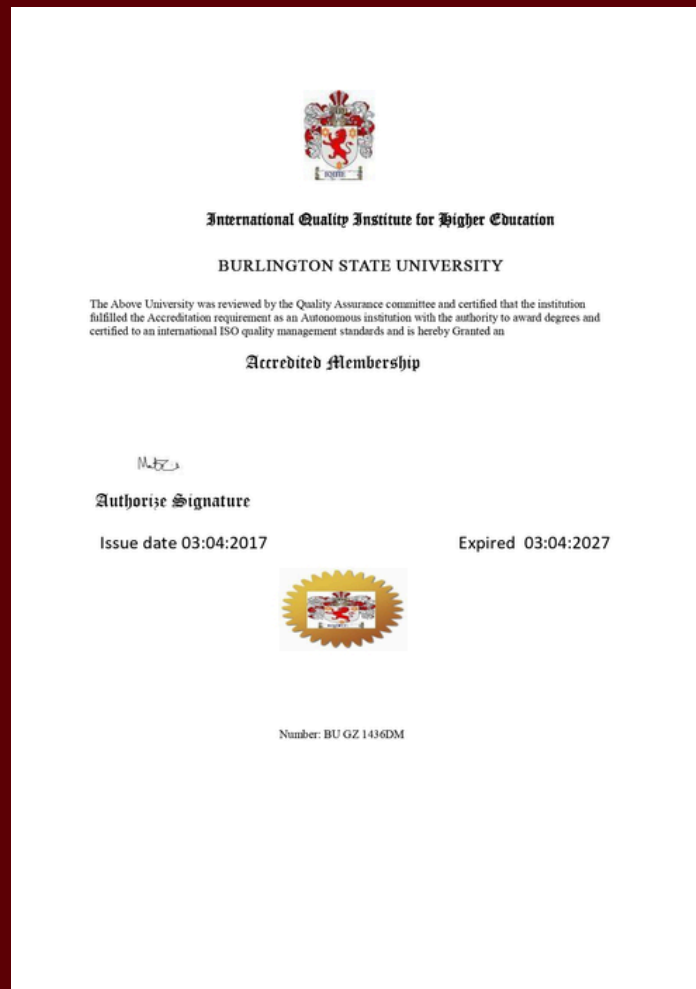 International Quality Institute for Higher Education
BURLINGTON STATE UNIVERSITY
The Above University was reviewed by the Quality Assurance committee and certified that the institution
fulfilled the Accreditation requirement as an Autonomous institution with the authority to award degrees and
certified to an international ISO quality management standards and is hereby Granted an
Accredited Membership
Authorize Signature
Issue date 03:04:2017 Expired 03:04:2027
Number: BU GZ 1436DM